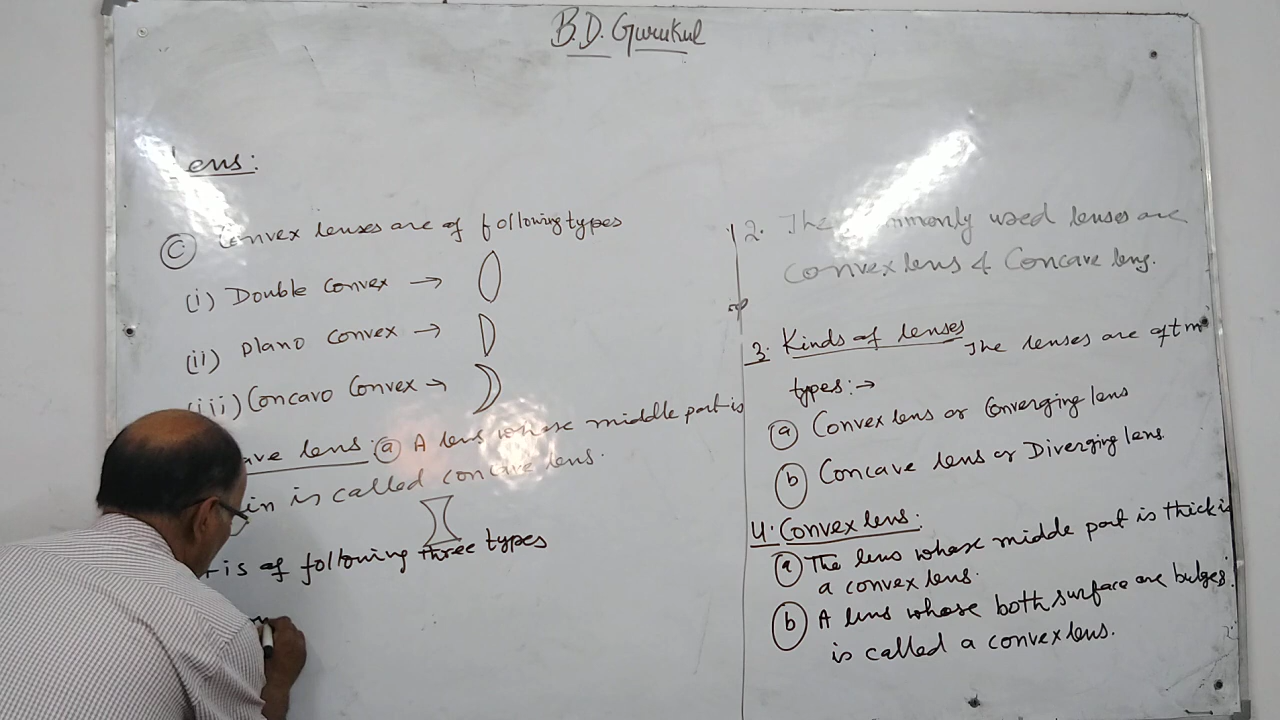 B.D. Gurukul
Lens:
(C) Convex lenses are of following types
(i) Double Convex →
(ii) Plano Convex →
(iii) Concavo Convex →
ave lens: (a) A lens whose middle part is
in is called concave lens.
is of following three types
2. The mmonly used lenses are
Convex lens & Concave lens.
3. Kinds of lenses The lenses are of
types:→
(a) Convex lens or Converging lens
(b) Concave lens or Diverging lens.
4. Convex lens:
(a) The lens whose middle part is thick is
a convex lens.
(b) A lens whose both surface are bulges
is called a convex lens.